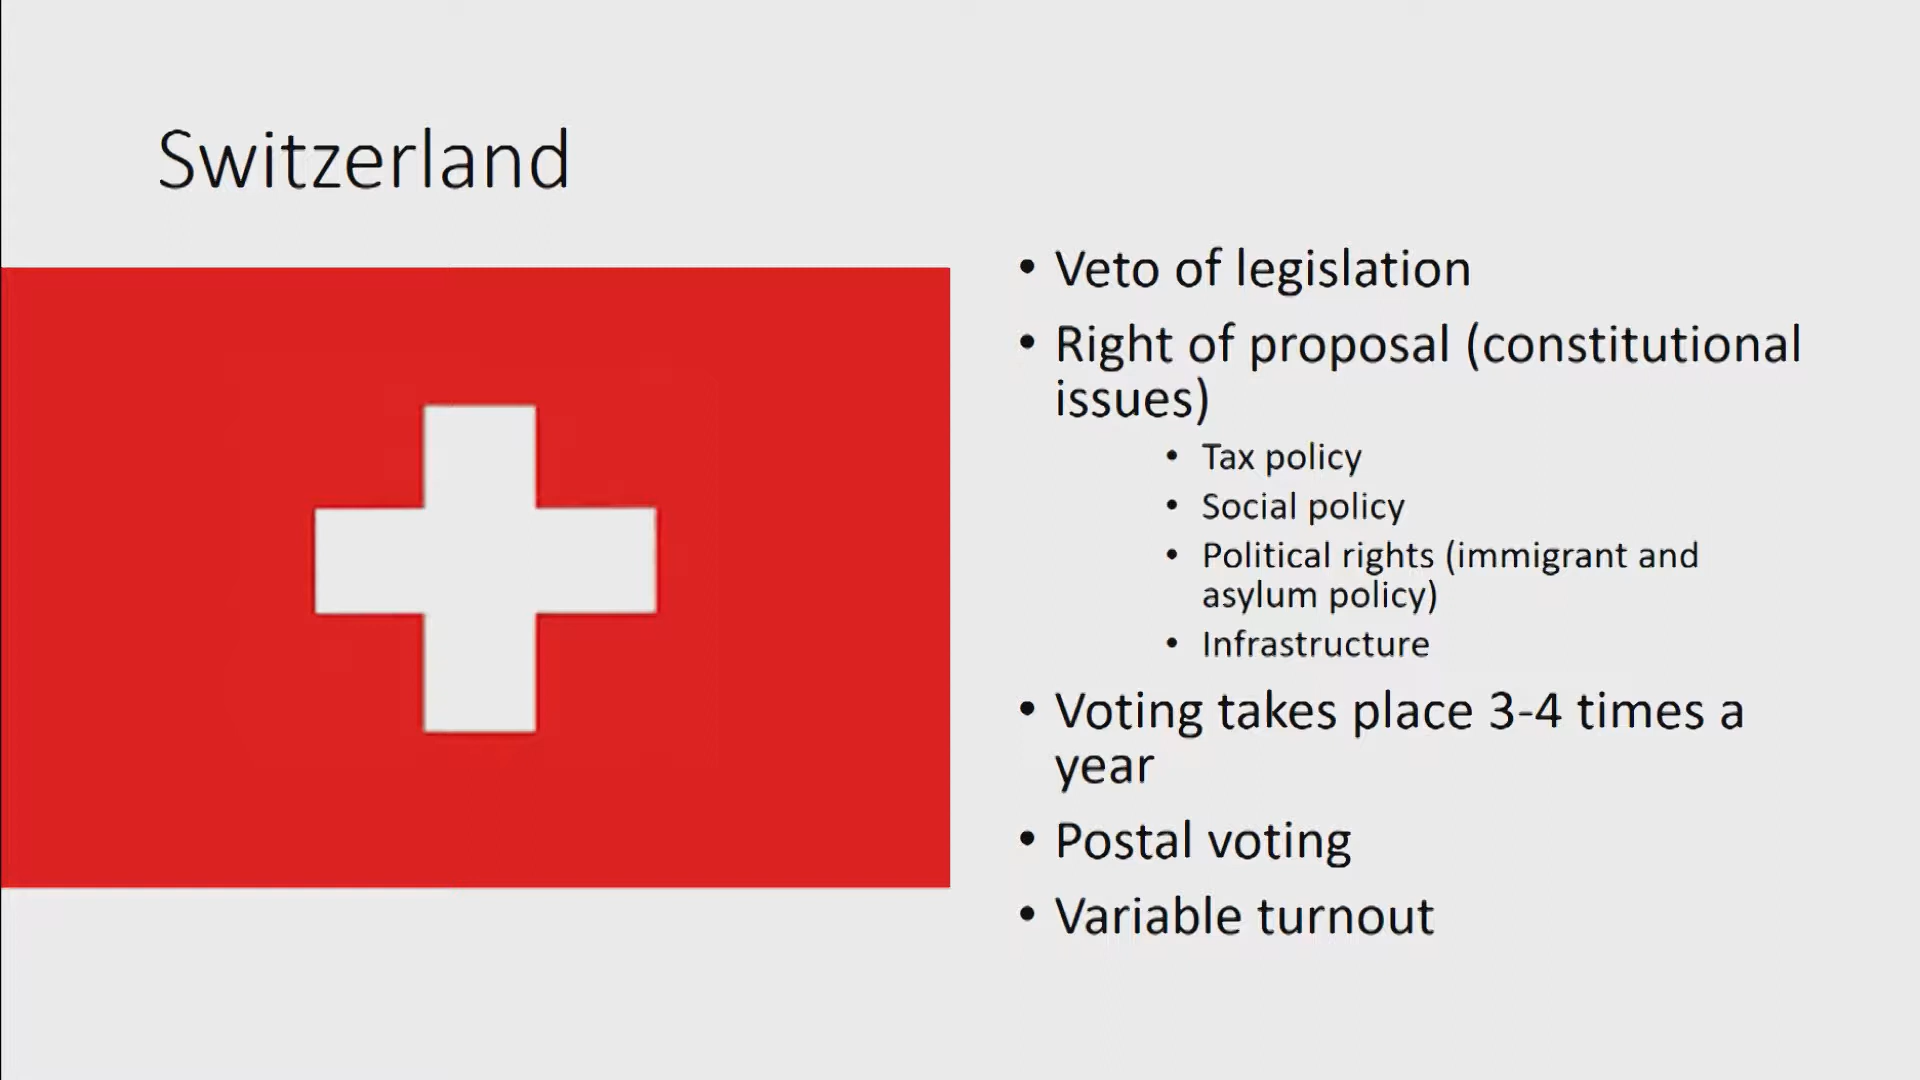 Switzerland
• Veto of legislation
• Right of proposal (constitutional
issues)
• Tax policy
• Social policy
• Political rights (immigrant and
asylum policy)
• Infrastructure
• Voting takes place 3-4 times a
year
• Postal voting
• Variable turnout